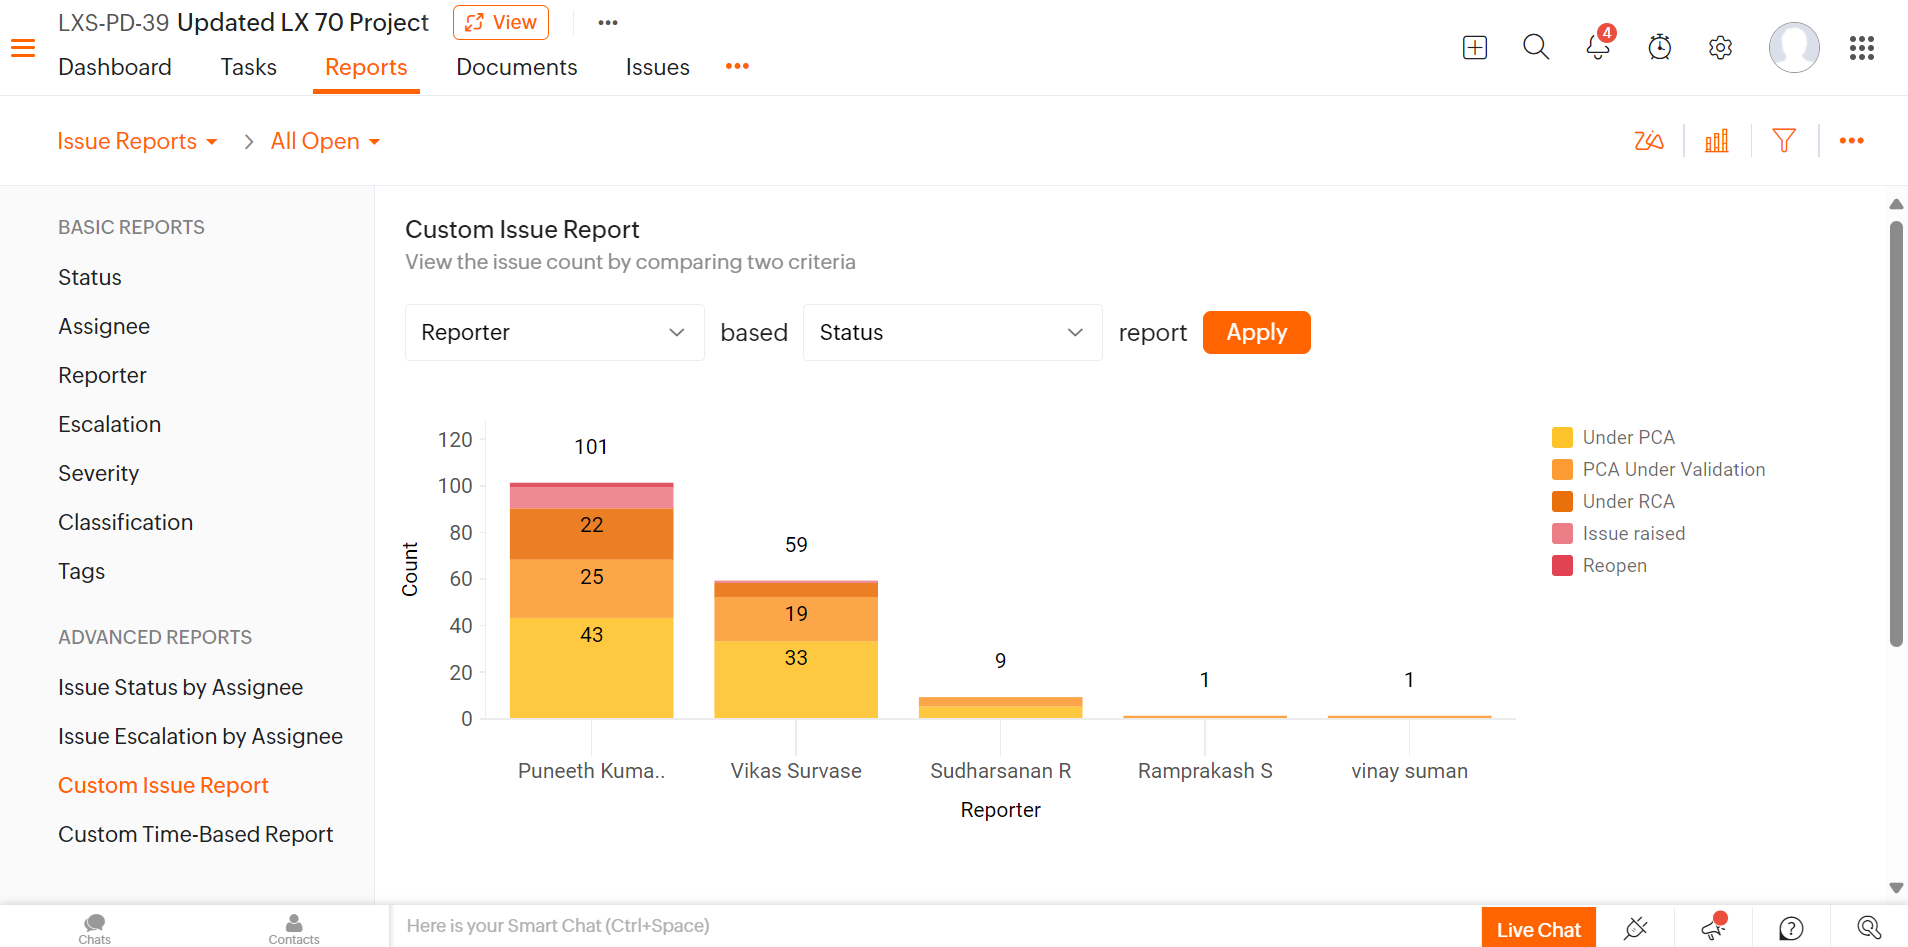 LXS-PD-39 Updated LX 70 Project View
4
Dashboard Tasks Reports Documents Issues
Issue Reports > All Open
Zia
BASIC REPORTS
Status
Assignee
Reporter
Escalation
Severity
Classification
Tags
ADVANCED REPORTS
Issue Status by Assignee
Issue Escalation by Assignee
Custom Issue Report
Custom Time-Based Report
Custom Issue Report
View the issue count by comparing two criteria
Reporter based Status report Apply
Count
120
100
80
60
40
20
0
101
22
25
43
59
19
33
9
1
1
Puneeth Kuma.. Vikas Survase Sudharsanan R Ramprakash S vinay suman
Reporter
Under PCA
PCA Under Validation
Under RCA
Issue raised
Reopen
Chats Contacts Here is your Smart Chat (Ctrl+Space) Live Chat